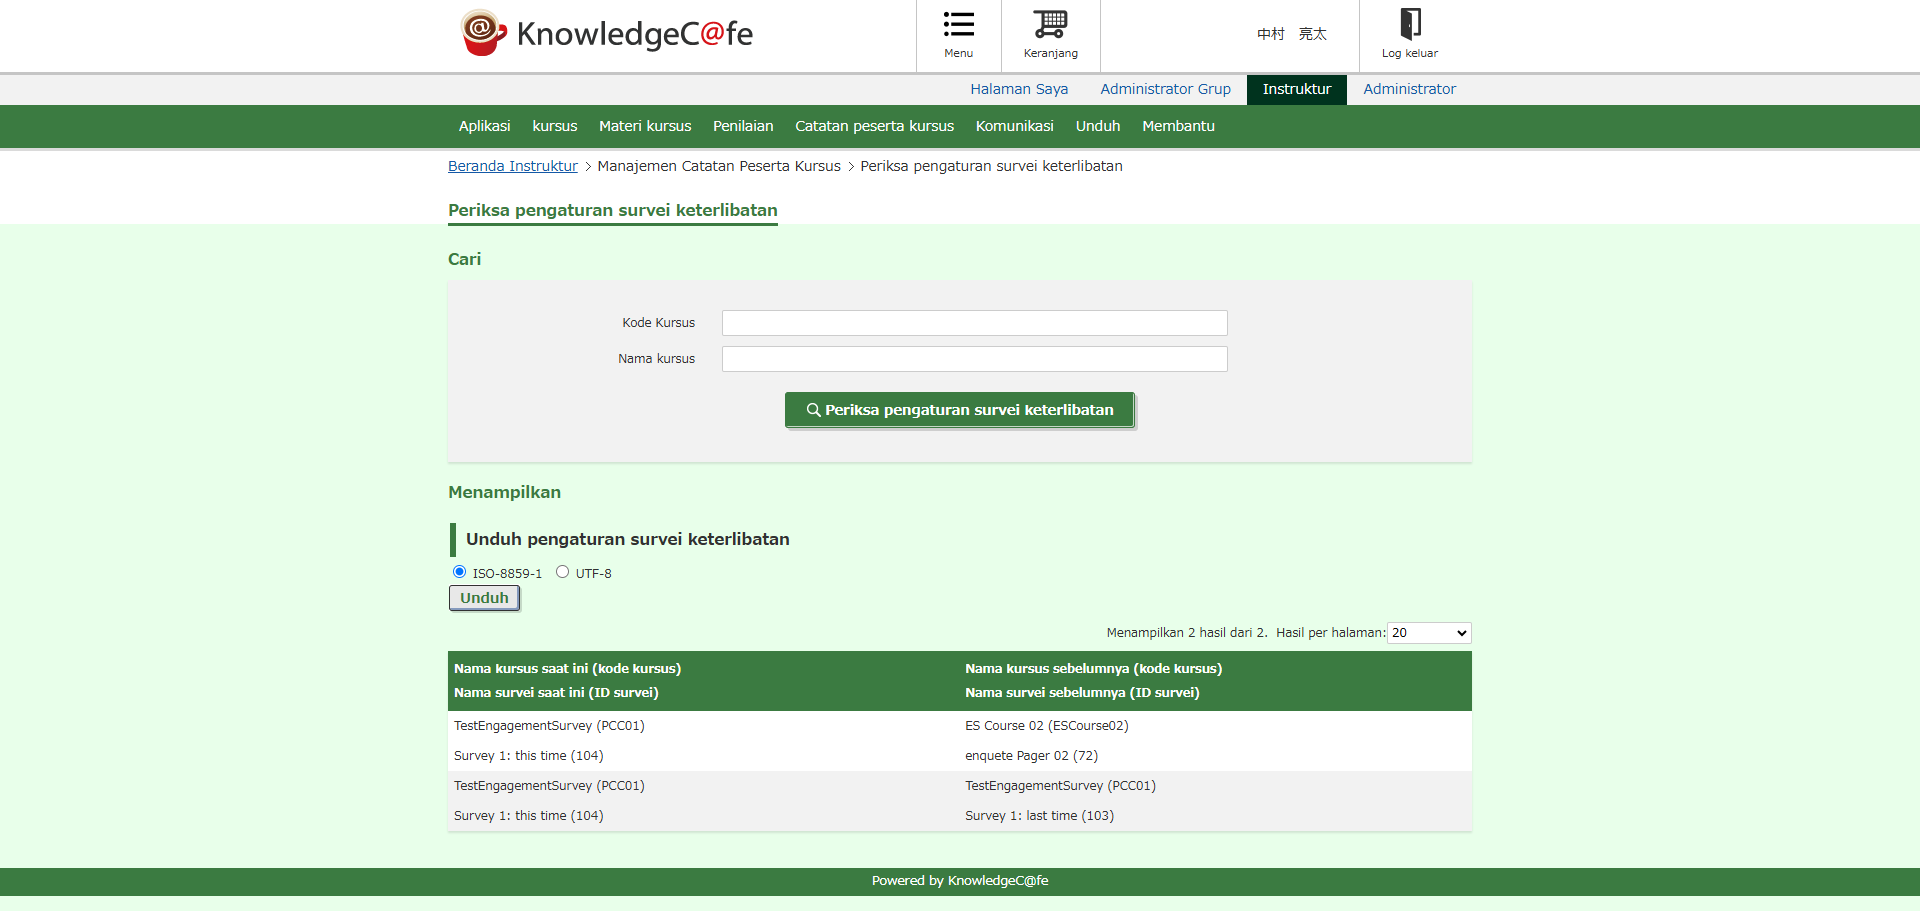 KnowledgeC@fe
Menu
Keranjang
中村　亮太
Log keluar
Halaman Saya
Administrator Grup
Instruktur
Administrator
Aplikasi
kursus
Materi kursus
Penilaian
Catatan peserta kursus
Komunikasi
Unduh
Membantu
Beranda Instruktur > Manajemen Catatan Peserta Kursus > Periksa pengaturan survei keterlibatan
Periksa pengaturan survei keterlibatan
Cari
Kode Kursus
Nama kursus
Periksa pengaturan survei keterlibatan
Menampilkan
Unduh pengaturan survei keterlibatan
ISO-8859-1 UTF-8
Unduh
Menampilkan 2 hasil dari 2. Hasil per halaman: 20
Nama kursus saat ini (kode kursus) Nama kursus sebelumnya (kode kursus)
Nama survei saat ini (ID survei) Nama survei sebelumnya (ID survei)
TestEngagementSurvey (PCC01) ES Course 02 (ESCourse02)
Survey 1: this time (104) enquete Pager 02 (72)
TestEngagementSurvey (PCC01) TestEngagementSurvey (PCC01)
Survey 1: this time (104) Survey 1: last time (103)
Powered by KnowledgeC@fe